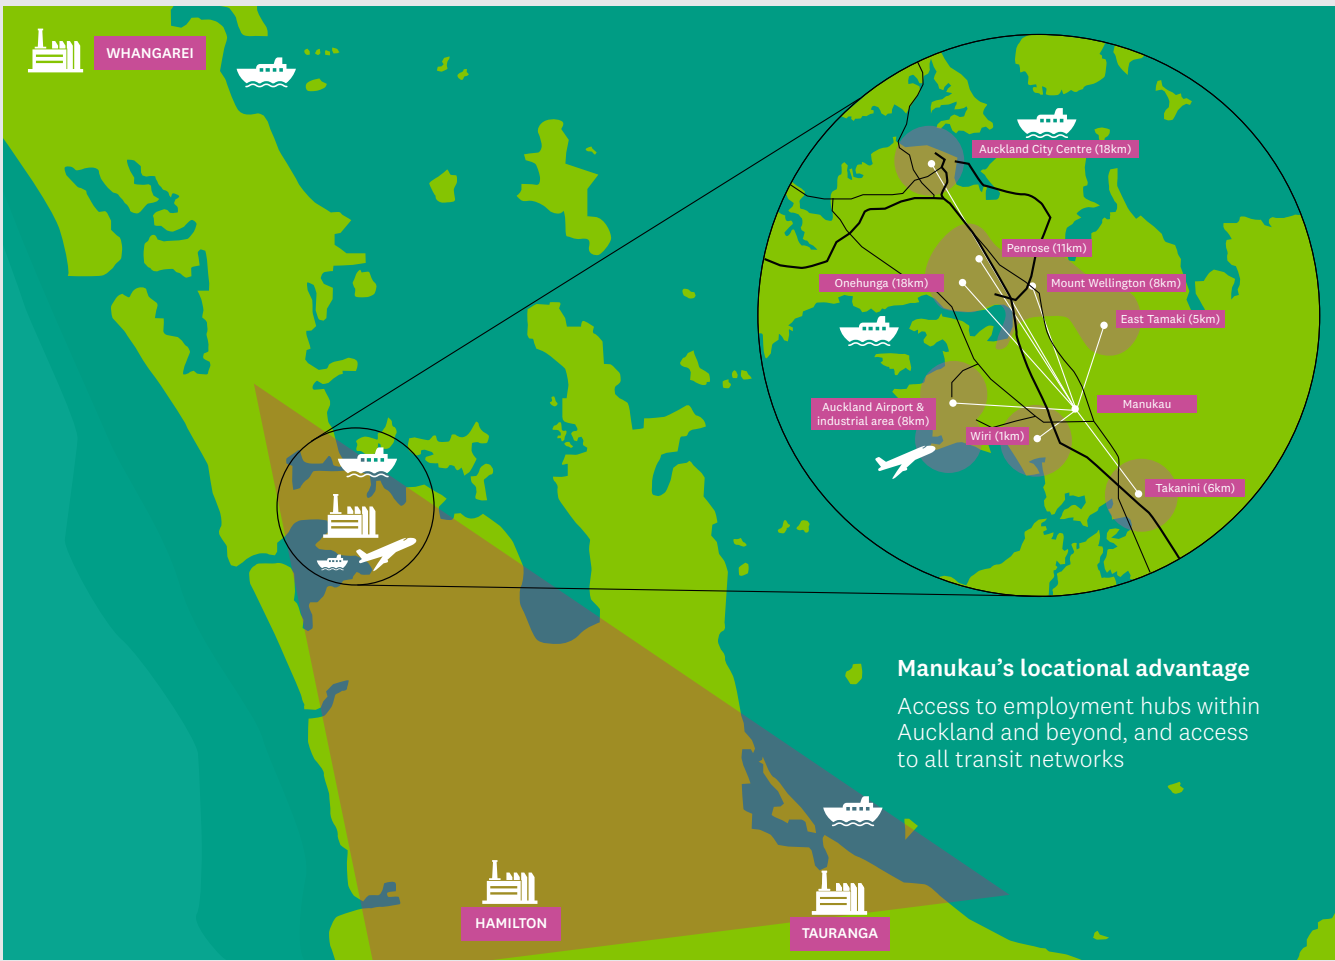 WHANGAREI
Auckland City Centre (18km)
Penrose (11km)
Onehunga (18km)
Mount Wellington (8km)
East Tamaki (5km)
Auckland Airport &
industrial area (8km)
Manukau
Wiri (1km)
Takanini (6km)
Manukau’s locational advantage
Access to employment hubs within
Auckland and beyond, and access
to all transit networks
HAMILTON
TAURANGA